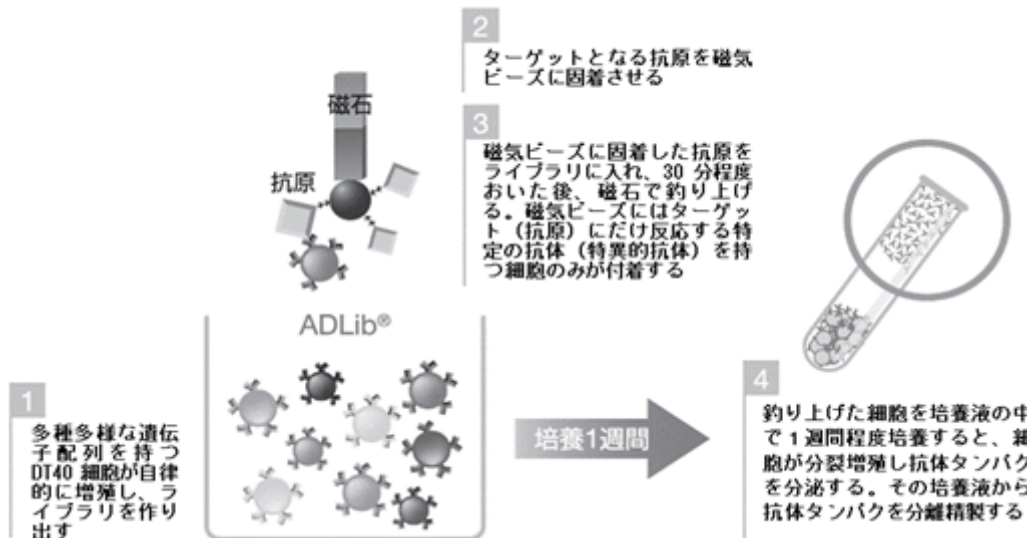 2
ターゲットとなる抗原を磁気
ビーズに固着させる
3
磁気ビーズに固着した抗原を
ライブラリに入れ、30 分程度
おいた後、磁石で釣り上げ
る。磁気ビーズにはターゲッ
ト（抗原）にだけ反応する特
定の抗体（特異的抗体）を持
つ細胞のみが付着する
磁石
抗原
ADLib®
1
多種多様な遺伝
子配列を持つ
DT40 細胞が自律
的に増殖し、ラ
イブラリを作り
出す
培養1週間
4
釣り上げた細胞を培養液の中
で1週間程度培養すると、細
胞が分裂増殖し抗体タンパク
を分泌する。その培養液から
抗体タンパクを分離精製する